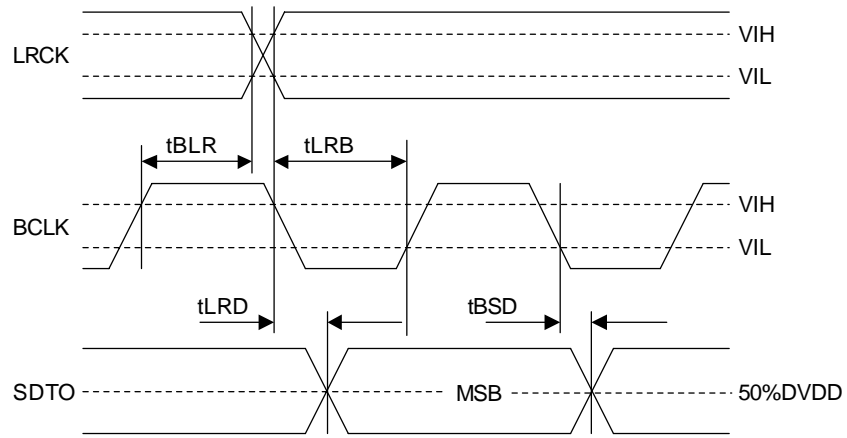 LRCK
VIH
VIL
tBLR
tLRB
BCLK
VIH
VIL
tLRD
tBSD
SDTO
MSB
50%DVDD